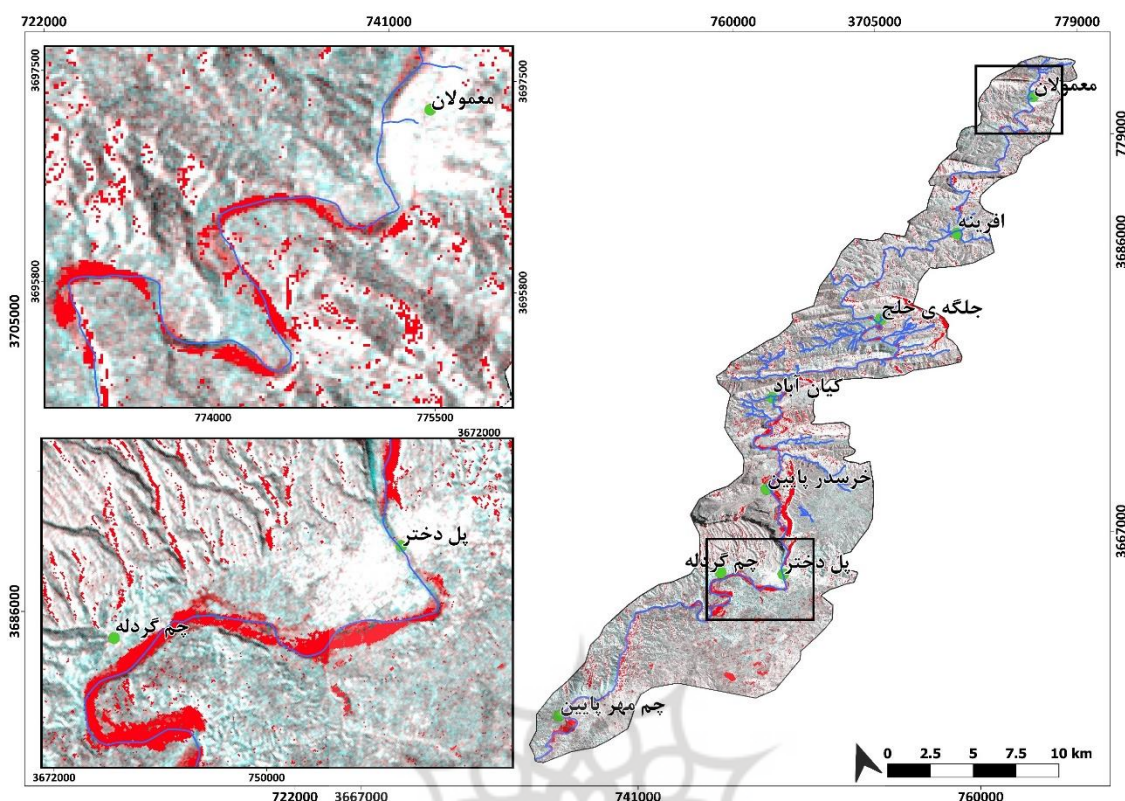 722000 741000 760000 3705000 779000
3697500
معمولان
3697500
3695800
3695800
3705000
774000 775500
3672000
پل دختر
چم گردله
3686000
3672000 750000
722000 3667000 741000 760000
معمولان
779000
افرینه
3686000
جلگه ی خلج
کیان آباد
خرسدر پایین
3667000
چم گردله
پل دختر
چم مهر پایین
0 2.5 5 7.5 10 km